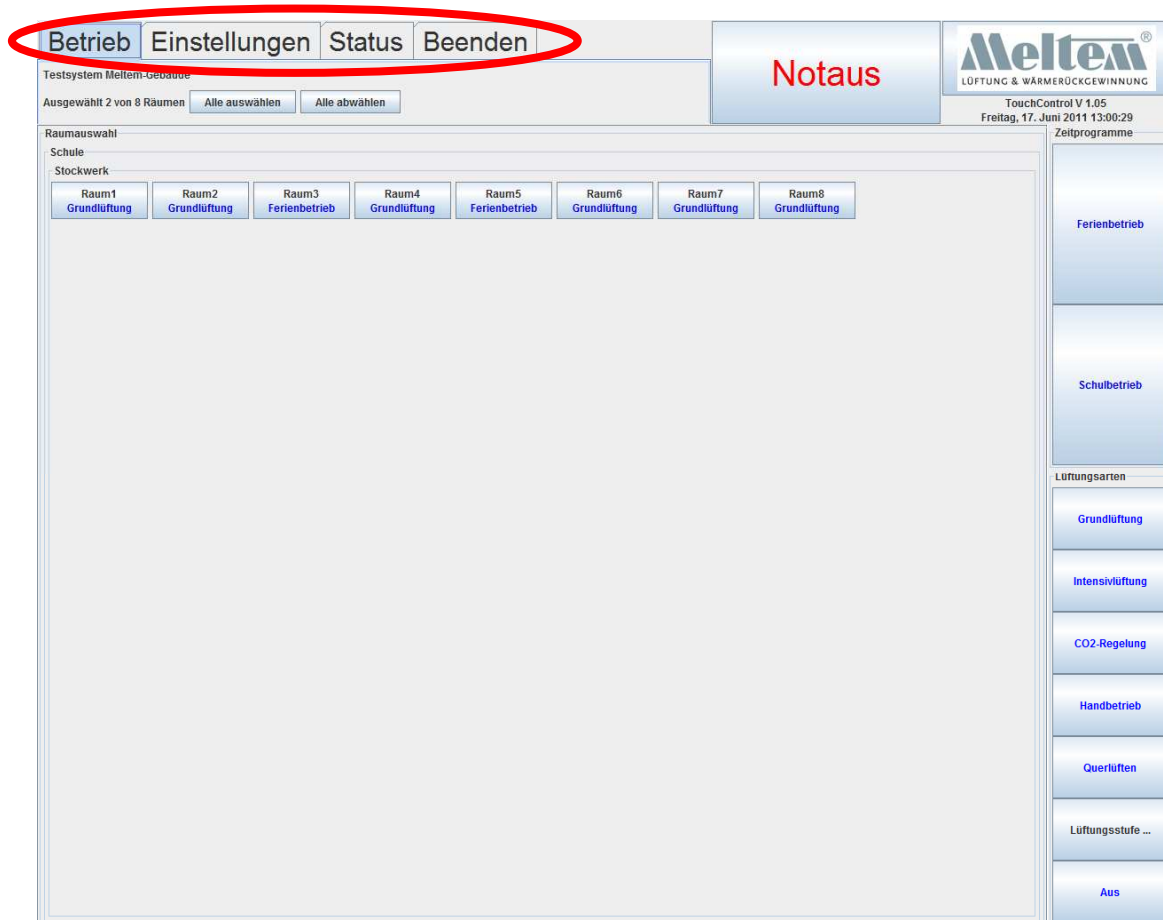 Betrieb Einstellungen Status Beenden
Testsystem Meltem-Gebäude
Ausgewählt 2 von 8 Räumen Alle auswählen Alle abwählen
Notaus
Meltem®
LÜFTUNG & WÄRMERÜCKGEWINNUNG
TouchControl V 1.05
Freitag, 17. Juni 2011 13:00:29
Raumauswahl
Schule
Stockwerk
Raum1 Raum2 Raum3 Raum4 Raum5 Raum6 Raum7 Raum8
Grundlüftung Grundlüftung Ferienbetrieb Grundlüftung Ferienbetrieb Grundlüftung Grundlüftung Grundlüftung
Zeitprogramme
Ferienbetrieb
Schulbetrieb
Lüftungsarten
Grundlüftung
Intensivlüftung
CO2-Regelung
Handbetrieb
Querlüften
Lüftungsstufe ...
Aus